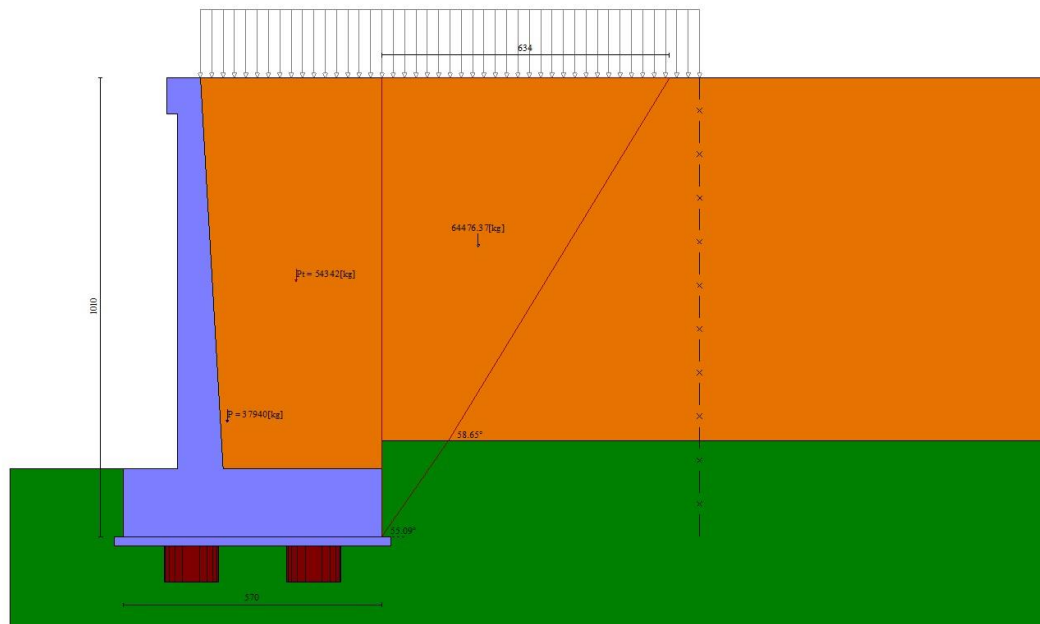 634
64476.37[kg]
Pt = 54342[kg]
1010
P = 37940[kg]
58.65°
55.09°
570